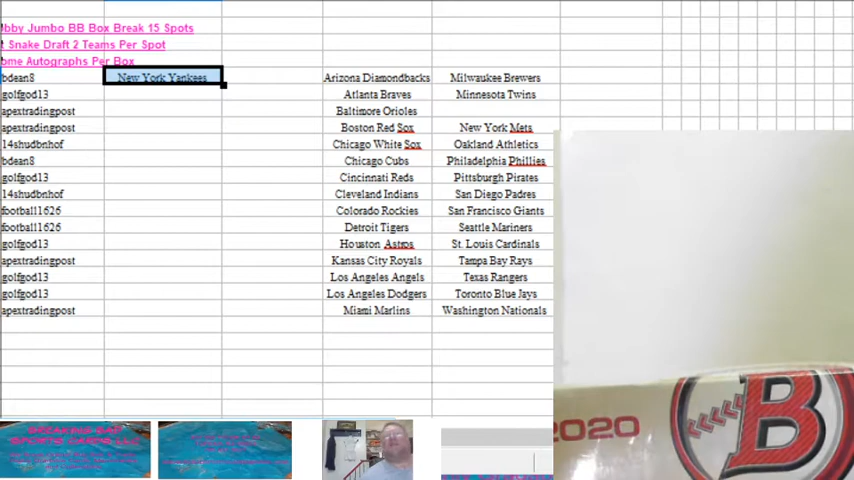 bby Jumbo BB Box Break 15 Spots
t Snake Draft 2 Teams Per Spot
ome Autographs Per Box
bdean8 New York Yankees Arizona Diamondbacks Milwaukee Brewers
golfgod13 Atlanta Braves Minnesota Twins
apextradingpost Baltimore Orioles
apextradingpost Boston Red Sox New York Mets
14shudbnhof Chicago White Sox Oakland Athletics
bdean8 Chicago Cubs Philadelphia Phillies
golfgod13 Cincinnati Reds Pittsburgh Pirates
14shudbnhof Cleveland Indians San Diego Padres
football1626 Colorado Rockies San Francisco Giants
football1626 Detroit Tigers Seattle Mariners
golfgod13 Houston Astros St. Louis Cardinals
apextradingpost Kansas City Royals Tampa Bay Rays
golfgod13 Los Angeles Angels Texas Rangers
golfgod13 Los Angeles Dodgers Toronto Blue Jays
apextradingpost Miami Marlins Washington Nationals
2020 B
BREAKING BAD
SPORTS CARDS LLC